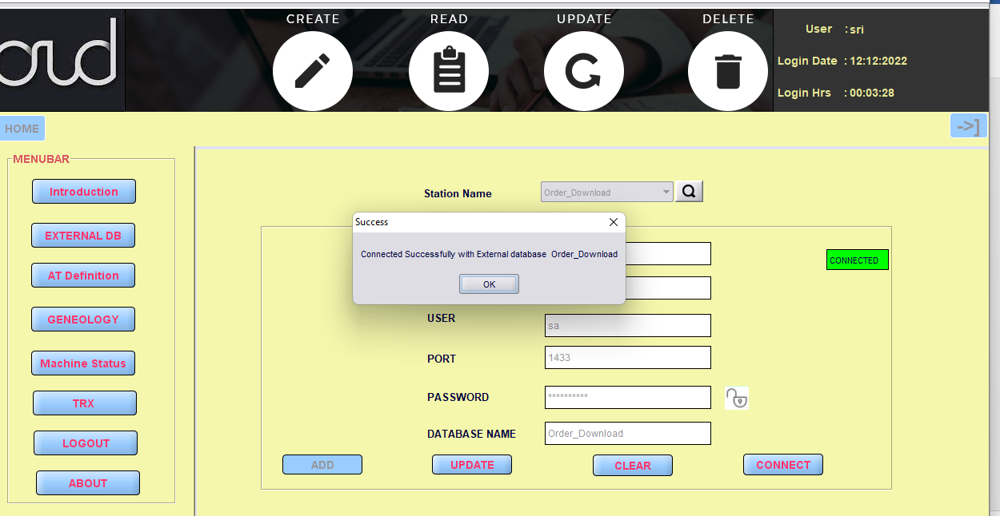 CREATE READ UPDATE DELETE
User : sri
Login Date : 12:12:2022
Login Hrs : 00:03:28
HOME
->]
MENUBAR
Introduction
EXTERNAL DB
AT Definition
GENEOLOGY
Machine Status
TRX
LOGOUT
ABOUT
Station Name Order_Download
Success
Connected Successfully with External database Order_Download
OK
CONNECTED
USER sa
PORT 1433
PASSWORD **********
DATABASE NAME Order_Download
ADD UPDATE CLEAR CONNECT